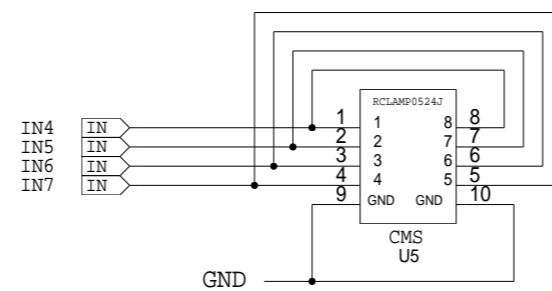 RCLAMP0524J
IN4 IN 1 1 8 8
IN5 IN 2 2 7 7
IN6 IN 3 3 6 6
IN7 IN 4 4 5 5
9 GND GND 10
CMS
U5
GND